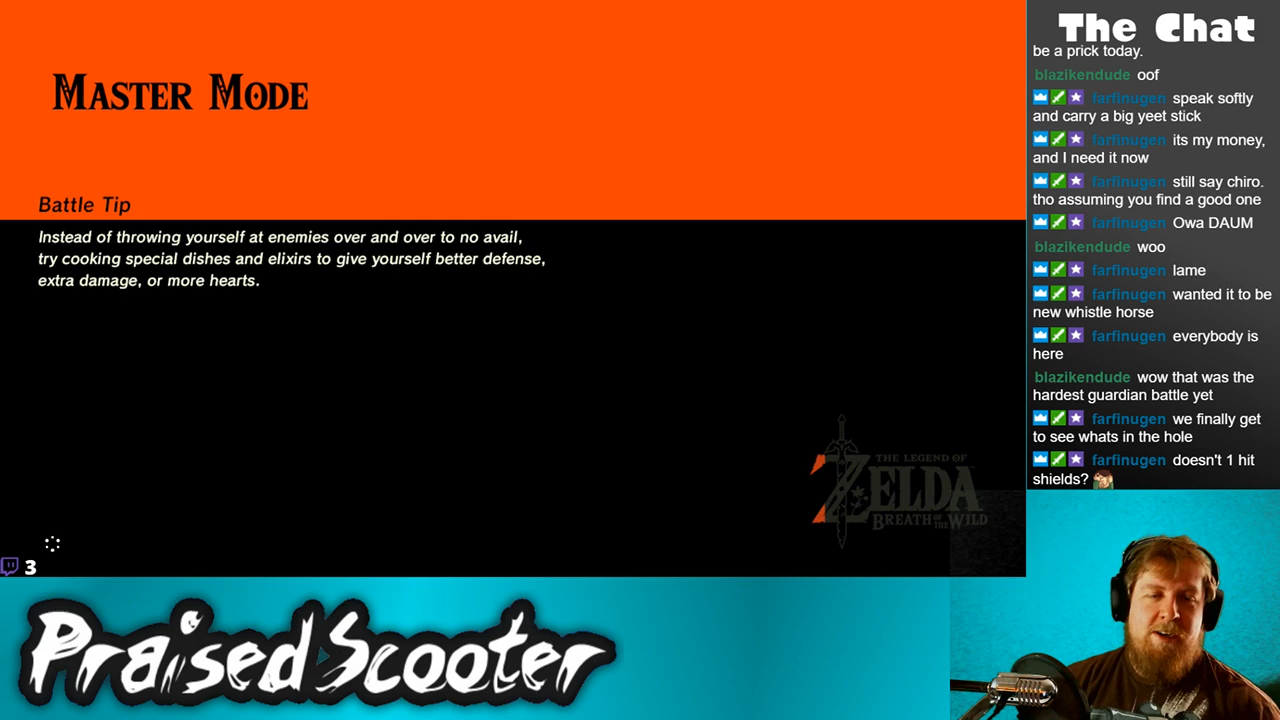 Master Mode
Battle Tip
Instead of throwing yourself at enemies over and over to no avail,
try cooking special dishes and elixirs to give yourself better defense,
extra damage, or more hearts.
THE LEGEND OF
ZELDA
BREATH OF THE WILD
3
PraisedScooter
The Chat
be a prick today.
blazikendude oof
farfinugen speak softly
and carry a big yeet stick
farfinugen its my money,
and I need it now
farfinugen still say chiro.
tho assuming you find a good one
farfinugen Owa DAUM
blazikendude woo
farfinugen lame
farfinugen wanted it to be
new whistle horse
farfinugen everybody is
here
blazikendude wow that was the
hardest guardian battle yet
farfinugen we finally get
to see whats in the hole
farfinugen doesn't 1 hit
shields?